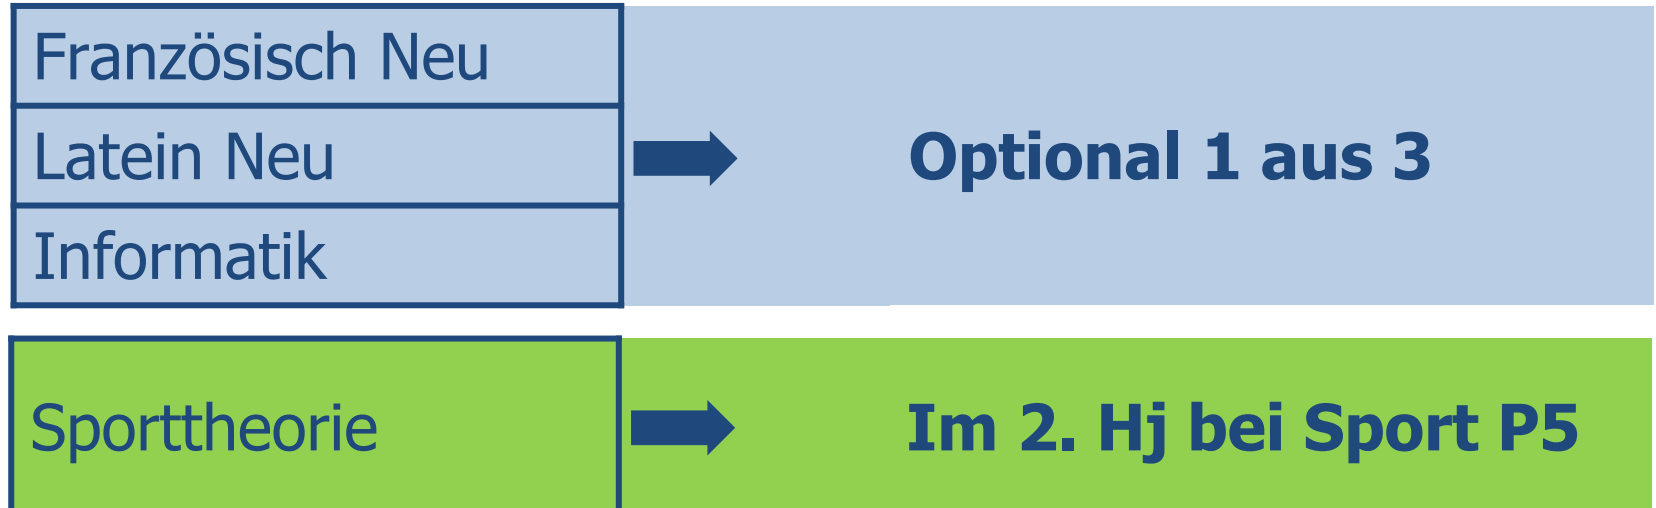 Französisch Neu
Latein Neu
Optional 1 aus 3
Informatik
Sporttheorie
Im 2. Hj bei Sport P5